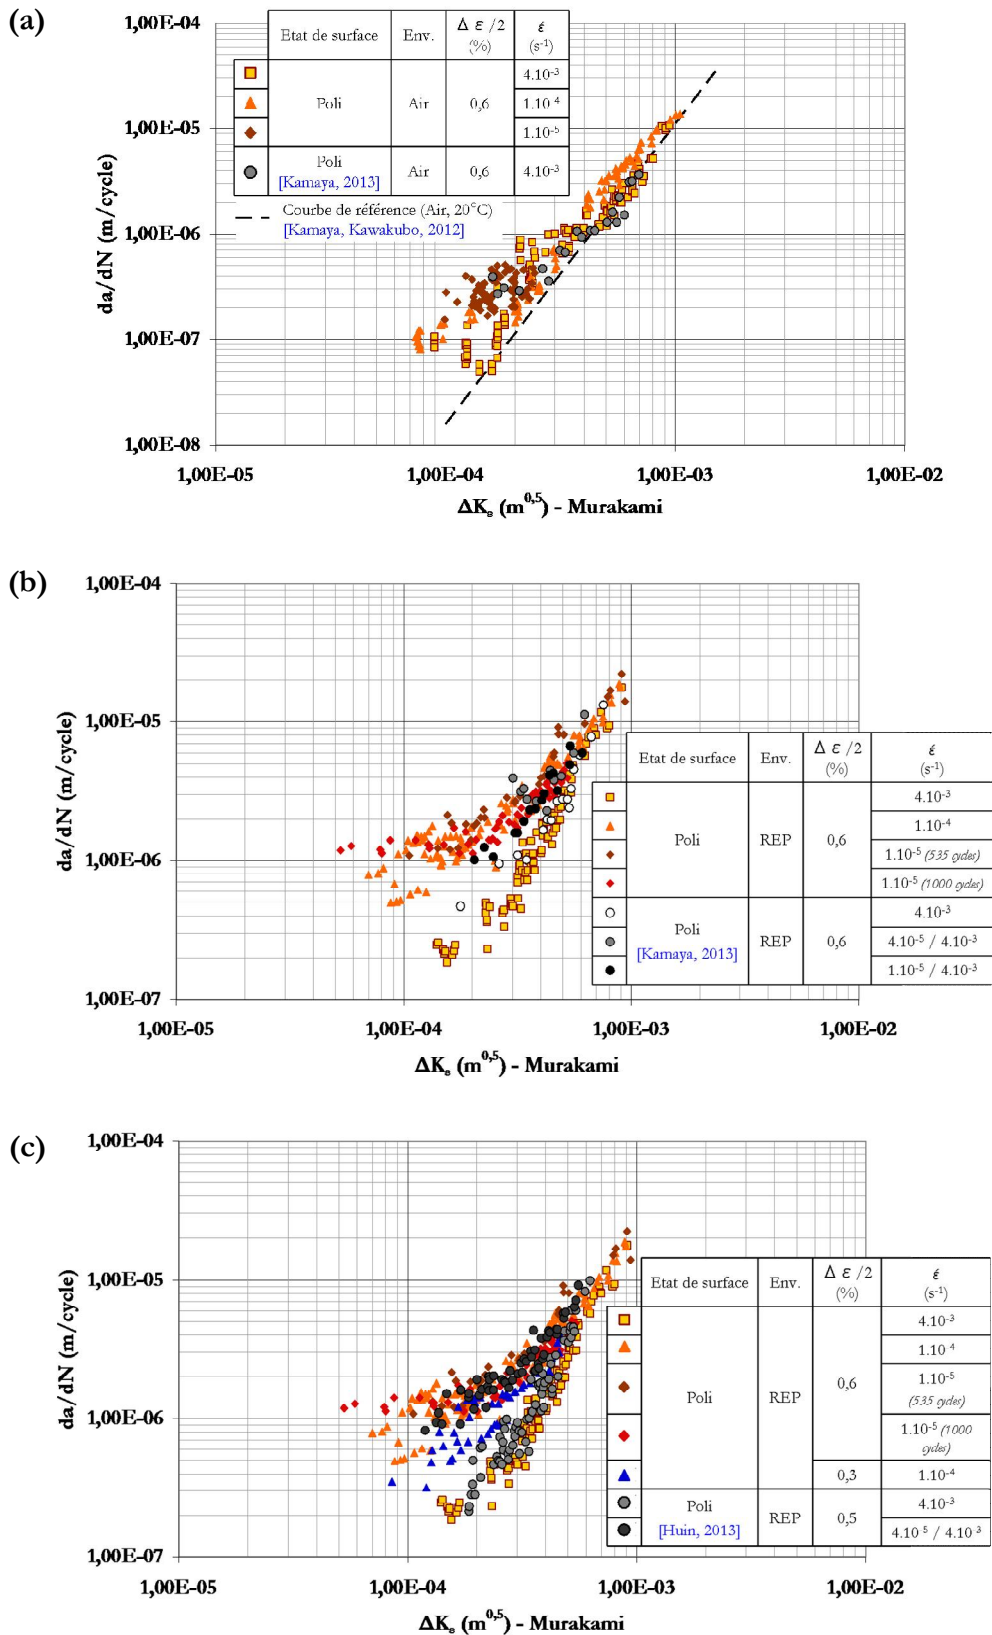 (a)
1,00E-04
1,00E-05
1,00E-06
1,00E-07
1,00E-08
da/dN (m/cycle)
Etat de surface Env. Δ ε /2 (%) έ (s-1)
4.10-3
Poli Air 0,6 1.10-4
1.10-5
Poli [Kamaya, 2013] Air 0,6 4.10-3
Courbe de référence (Air, 20°C)
[Kamaya, Kawakubo, 2012]
1,00E-05 1,00E-04 1,00E-03 1,00E-02
ΔKε (m0,5) - Murakami
(b)
1,00E-04
1,00E-05
1,00E-06
1,00E-07
da/dN (m/cycle)
Etat de surface Env. Δ ε /2 (%) έ (s-1)
4.10-3
1.10-4
Poli REP 0,6
1.10-5 (535 cycles)
1.10-5 (1000 cycles)
4.10-3
Poli [Kamaya, 2013] REP 0,6 4.10-5 / 4.10-3
1.10-5 / 4.10-3
1,00E-05 1,00E-04 1,00E-03 1,00E-02
ΔKε (m0,5) - Murakami
(c)
1,00E-04
1,00E-05
1,00E-06
1,00E-07
da/dN (m/cycle)
Etat de surface Env. Δ ε /2 (%) έ (s-1)
4.10-3
1.10-4
Poli REP 0,6
1.10-5 (535 cycles)
1.10-5 (1000 cycles)
0,3 1.10-4
Poli [Huin, 2013] REP 0,5 4.10-3
4.10-5 / 4.10-3
1,00E-05 1,00E-04 1,00E-03 1,00E-02
ΔKε (m0,5) - Murakami